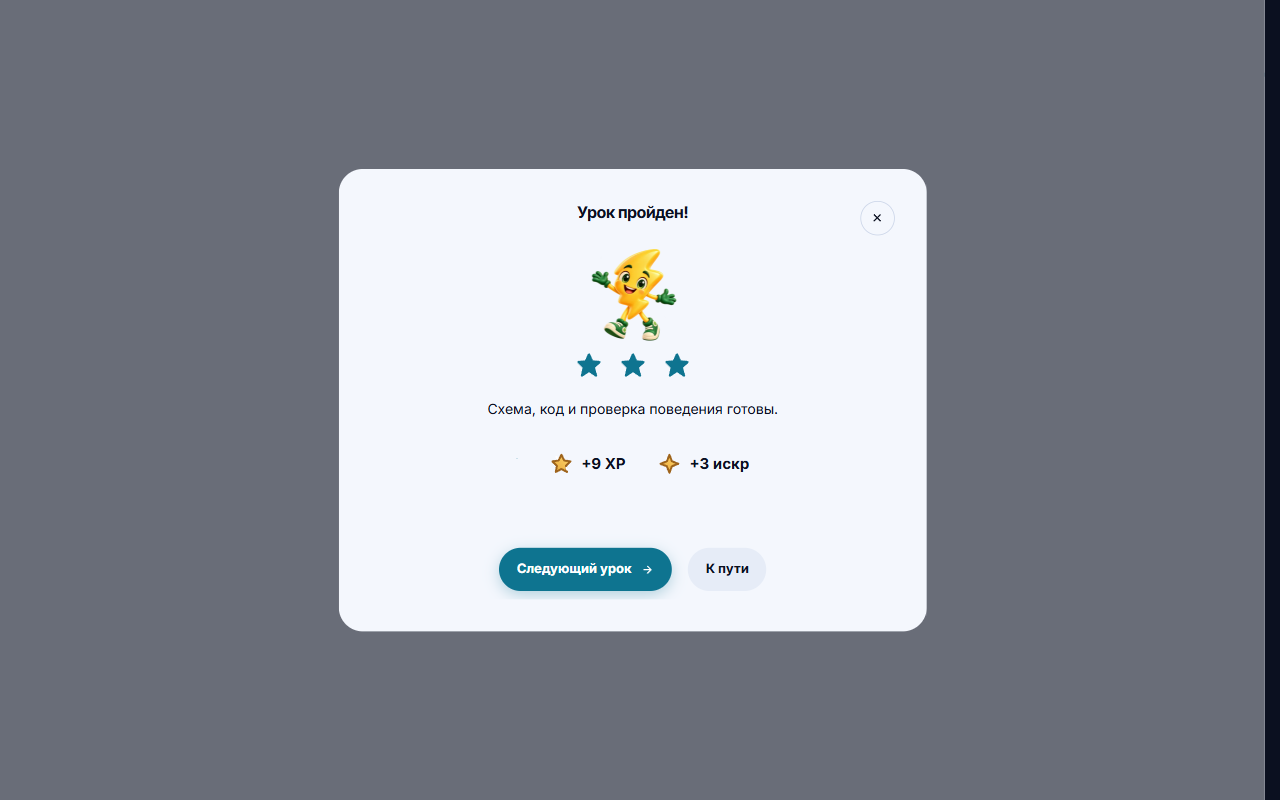 Урок пройден!
Схема, код и проверка поведения готовы.
+9 XP
+3 искр
Следующий урок →
К пути